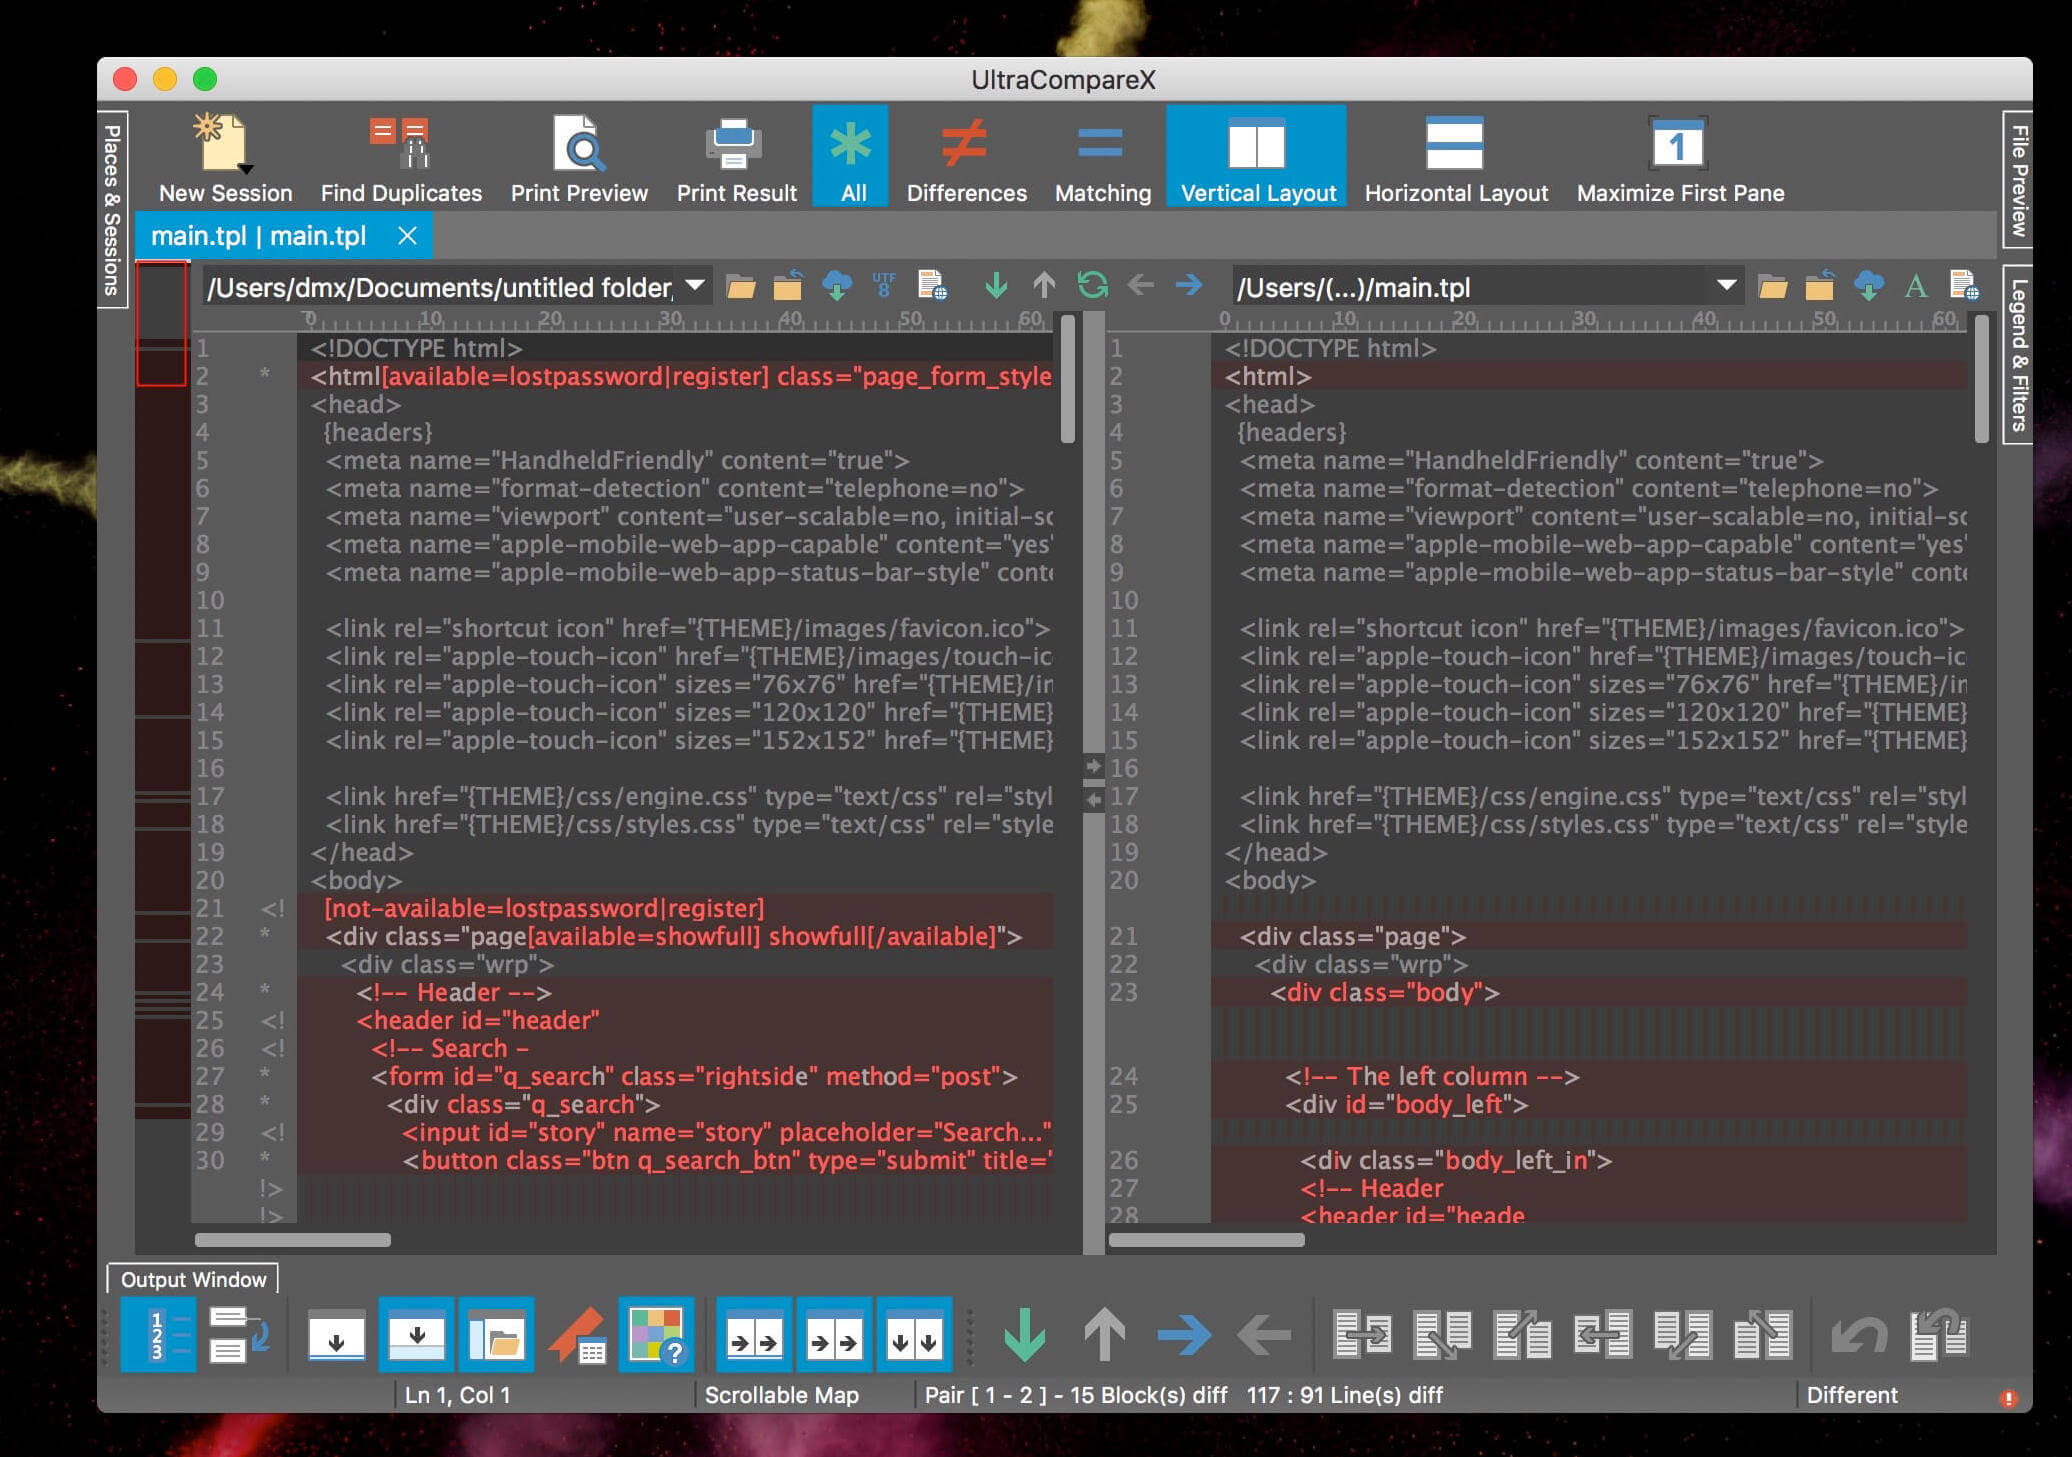 UltraCompareX
Places & Sessions
New Session
Find Duplicates
Print Preview
Print Result
All
Differences
Matching
Vertical Layout
Horizontal Layout
1
Maximize First Pane
File Preview
Legend & Filters
main.tpl | main.tpl
/Users/dmx/Documents/untitled folder/
UTF
8
/Users/(...)/main.tpl
A
0 10 20 30 40 50 60
1 <!DOCTYPE html>
2 * <html[available=lostpassword|register] class="page_form_style
3 <head>
4 {headers}
5 <meta name="HandheldFriendly" content="true">
6 <meta name="format-detection" content="telephone=no">
7 <meta name="viewport" content="user-scalable=no, initial-sc
8 <meta name="apple-mobile-web-app-capable" content="yes"
9 <meta name="apple-mobile-web-app-status-bar-style" conte
10
11 <link rel="shortcut icon" href="{THEME}/images/favicon.ico">
12 <link rel="apple-touch-icon" href="{THEME}/images/touch-ic
13 <link rel="apple-touch-icon" sizes="76x76" href="{THEME}/in
14 <link rel="apple-touch-icon" sizes="120x120" href="{THEME}
15 <link rel="apple-touch-icon" sizes="152x152" href="{THEME}
16
17 <link href="{THEME}/css/engine.css" type="text/css" rel="styl
18 <link href="{THEME}/css/styles.css" type="text/css" rel="style
19 </head>
20 <body>
21 <! [not-available=lostpassword|register]
22 * <div class="page[available=showfull] showfull[/available]">
23 <div class="wrp">
24 * <!-- Header -->
25 <! <header id="header"
26 <! <!-- Search -
27 * <form id="q_search" class="rightside" method="post">
28 * <div class="q_search">
29 <! <input id="story" name="story" placeholder="Search..."
30 * <button class="btn q_search_btn" type="submit" title="
!>
!>
0 10 20 30 40 50 60
1 <!DOCTYPE html>
2 <html>
3 <head>
4 {headers}
5 <meta name="HandheldFriendly" content="true">
6 <meta name="format-detection" content="telephone=no">
7 <meta name="viewport" content="user-scalable=no, initial-sc
8 <meta name="apple-mobile-web-app-capable" content="yes"
9 <meta name="apple-mobile-web-app-status-bar-style" conte
10
11 <link rel="shortcut icon" href="{THEME}/images/favicon.ico">
12 <link rel="apple-touch-icon" href="{THEME}/images/touch-ic
13 <link rel="apple-touch-icon" sizes="76x76" href="{THEME}/in
14 <link rel="apple-touch-icon" sizes="120x120" href="{THEME}
15 <link rel="apple-touch-icon" sizes="152x152" href="{THEME}
16
17 <link href="{THEME}/css/engine.css" type="text/css" rel="styl
18 <link href="{THEME}/css/styles.css" type="text/css" rel="style
19 </head>
20 <body>
21 <div class="page">
22 <div class="wrp">
23 <div class="body">
24 <!-- The left column -->
25 <div id="body_left">
26 <div class="body_left_in">
27 <!-- Header
28 <header id="heade
Output Window
1
2
3
?
Ln 1, Col 1
Scrollable Map
Pair [ 1 - 2 ] - 15 Block(s) diff 117 : 91 Line(s) diff
Different
!